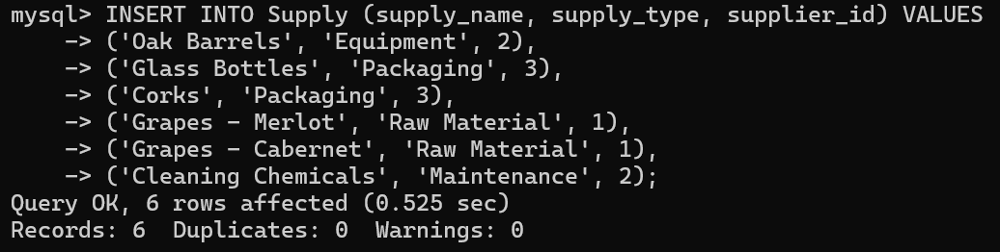 mysql> INSERT INTO Supply (supply_name, supply_type, supplier_id) VALUES
    -> ('Oak Barrels', 'Equipment', 2),
    -> ('Glass Bottles', 'Packaging', 3),
    -> ('Corks', 'Packaging', 3),
    -> ('Grapes - Merlot', 'Raw Material', 1),
    -> ('Grapes - Cabernet', 'Raw Material', 1),
    -> ('Cleaning Chemicals', 'Maintenance', 2);
Query OK, 6 rows affected (0.525 sec)
Records: 6  Duplicates: 0  Warnings: 0